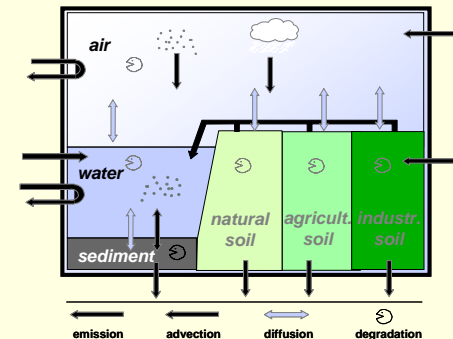 air
water
natural
soil
agricult.
soil
industr.
soil
sediment
emission
advection
diffusion
degradation